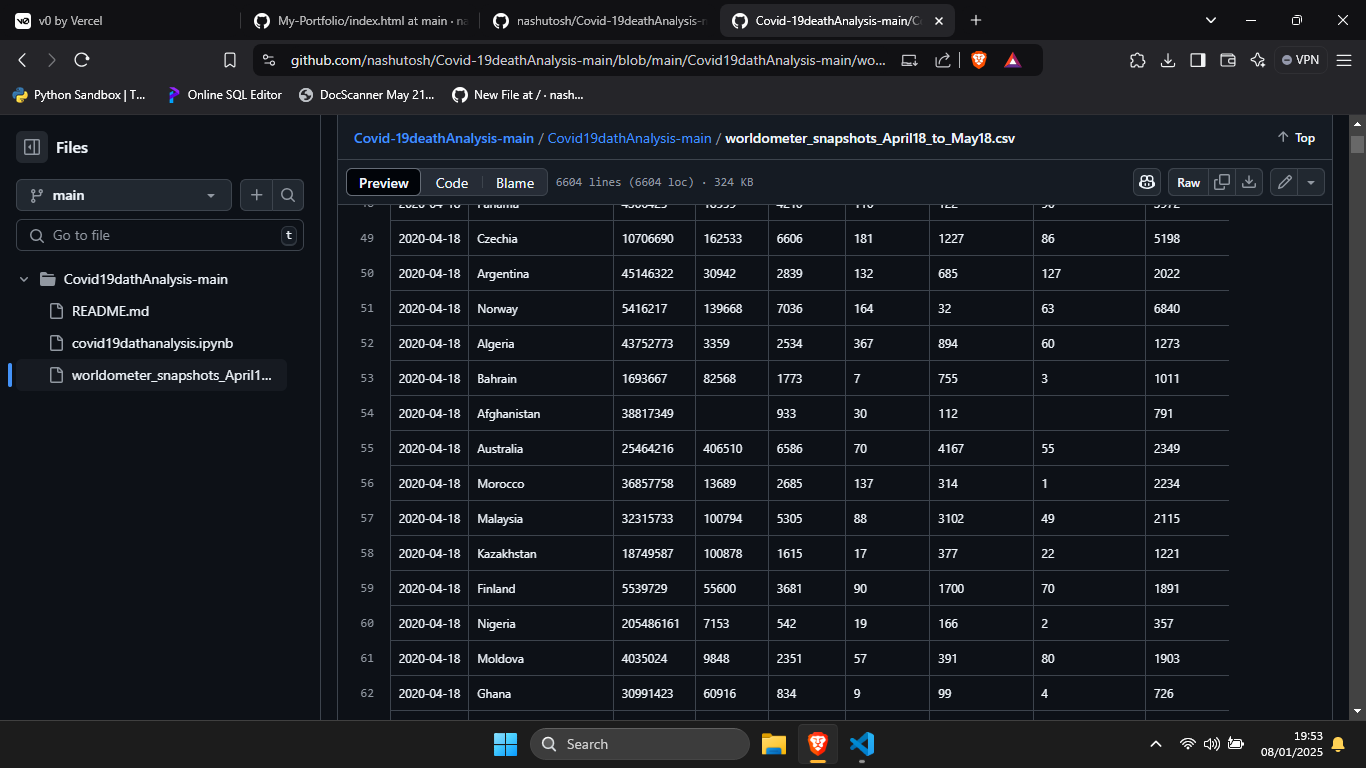 v0 by Vercel
My-Portfolio/index.html at main · na
nashutosh/Covid-19deathAnalysis-m
Covid-19deathAnalysis-main/C
github.com/nashutosh/Covid-19deathAnalysis-main/blob/main/Covid19dathAnalysis-main/wo...
VPN
Python Sandbox | T...
Online SQL Editor
DocScanner May 21...
New File at / · nash...
Files
main
Go to file
t
Covid19dathAnalysis-main
README.md
covid19dathanalysis.ipynb
worldometer_snapshots_April1...
Covid-19deathAnalysis-main / Covid19dathAnalysis-main / worldometer_snapshots_April18_to_May18.csv
Top
Preview Code Blame 6604 lines (6604 loc) · 324 KB
Raw
49 2020-04-18 Czechia 10706690 162533 6606 181 1227 86 5198
50 2020-04-18 Argentina 45146322 30942 2839 132 685 127 2022
51 2020-04-18 Norway 5416217 139668 7036 164 32 63 6840
52 2020-04-18 Algeria 43752773 3359 2534 367 894 60 1273
53 2020-04-18 Bahrain 1693667 82568 1773 7 755 3 1011
54 2020-04-18 Afghanistan 38817349 933 30 112 791
55 2020-04-18 Australia 25464216 406510 6586 70 4167 55 2349
56 2020-04-18 Morocco 36857758 13689 2685 137 314 1 2234
57 2020-04-18 Malaysia 32315733 100794 5305 88 3102 49 2115
58 2020-04-18 Kazakhstan 18749587 100878 1615 17 377 22 1221
59 2020-04-18 Finland 5539729 55600 3681 90 1700 70 1891
60 2020-04-18 Nigeria 205486161 7153 542 19 166 2 357
61 2020-04-18 Moldova 4035024 9848 2351 57 391 80 1903
62 2020-04-18 Ghana 30991423 60916 834 9 99 4 726
Search
19:53
08/01/2025